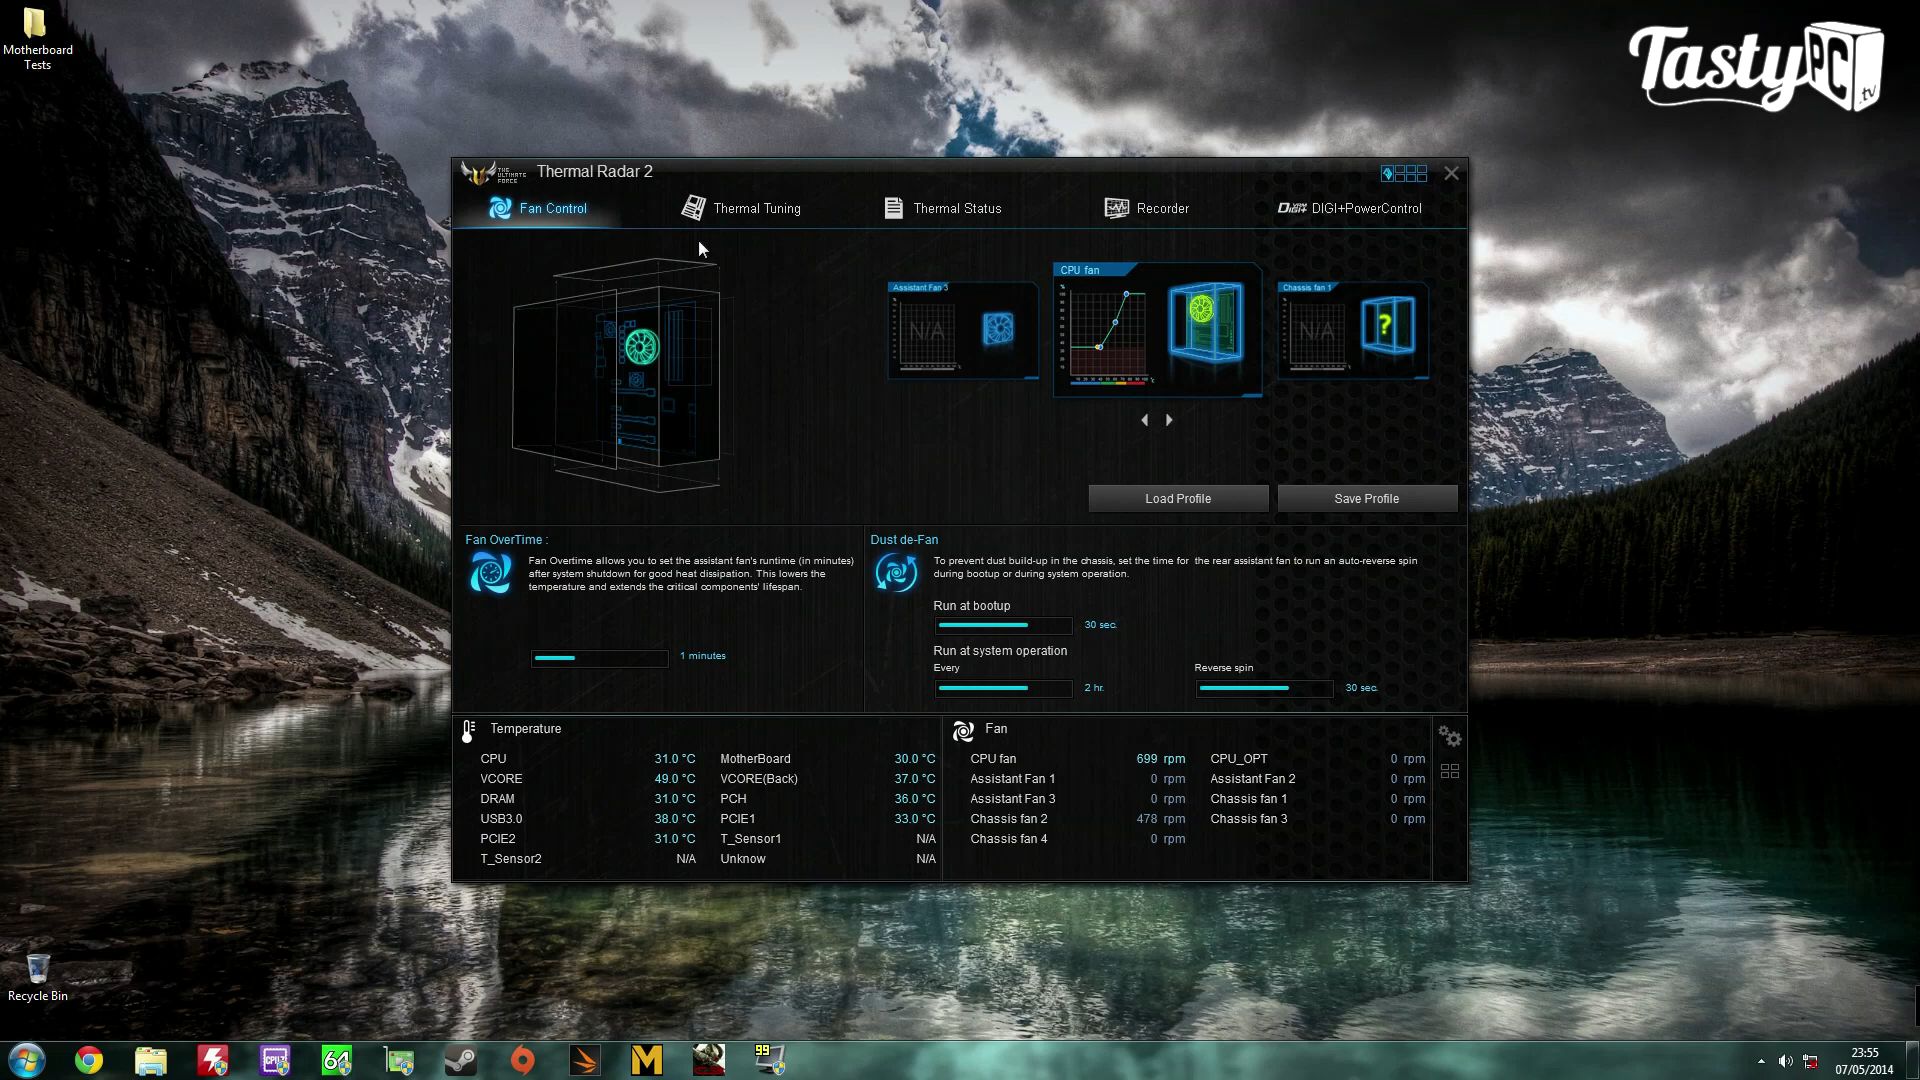 Motherboard
Tests
TastyPC.tv
THE
ULTIMATE
FORCE
Thermal Radar 2
Fan Control
Thermal Tuning
Thermal Status
Recorder
DIGI+ DIGI+PowerControl
Assistant Fan 3
N/A
CPU fan
Chassis fan 1
N/A
?
Load Profile
Save Profile
Fan OverTime :
Fan Overtime allows you to set the assistant fan's runtime (in minutes)
after system shutdown for good heat dissipation. This lowers the
temperature and extends the critical components' lifespan.
1 minutes
Dust de-Fan
To prevent dust build-up in the chassis, set the time for the rear assistant fan to run an auto-reverse spin
during bootup or during system operation.
Run at bootup
30 sec.
Run at system operation
Every
2 hr.
Reverse spin
30 sec.
Temperature
CPU 31.0 °C MotherBoard 30.0 °C
VCORE 49.0 °C VCORE(Back) 37.0 °C
DRAM 31.0 °C PCH 36.0 °C
USB3.0 38.0 °C PCIE1 33.0 °C
PCIE2 31.0 °C T_Sensor1 N/A
T_Sensor2 N/A Unknow N/A
Fan
CPU fan 699 rpm CPU_OPT 0 rpm
Assistant Fan 1 0 rpm Assistant Fan 2 0 rpm
Assistant Fan 3 0 rpm Chassis fan 1 0 rpm
Chassis fan 2 478 rpm Chassis fan 3 0 rpm
Chassis fan 4 0 rpm
Recycle Bin
64
99
23:55
07/05/2014